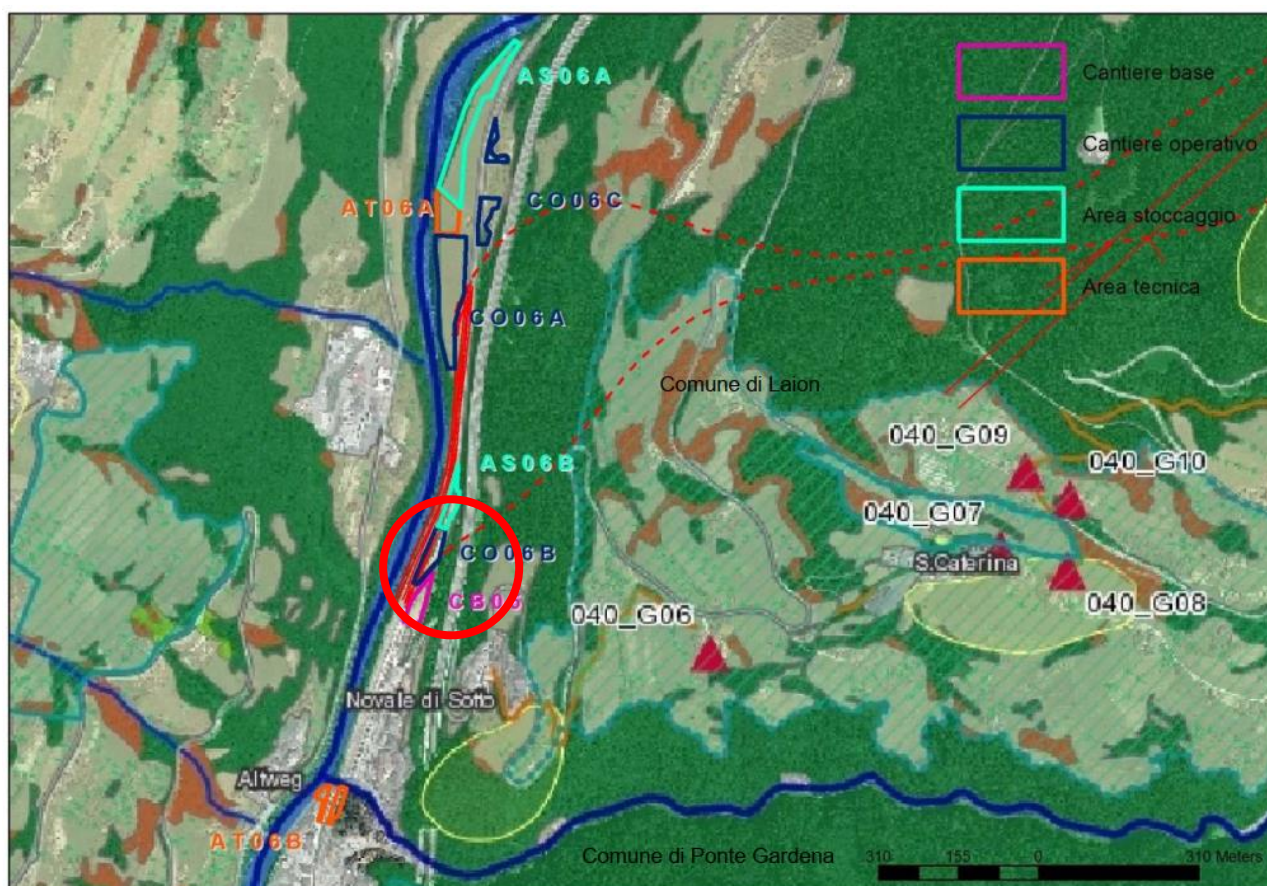 AS06A
Cantiere base
Cantiere operativo
AT06A
CO06C
Area stoccaggio
Area tecnica
CO06A
Comune di Laion
040_G09
040_G10
AS06B
040_G07
CO06B
S.Caterina
CB06
040_G06
040_G08
Novale di Sotto
Altweg
AT06B
Comune di Ponte Gardena
310 155 0 310 Meters